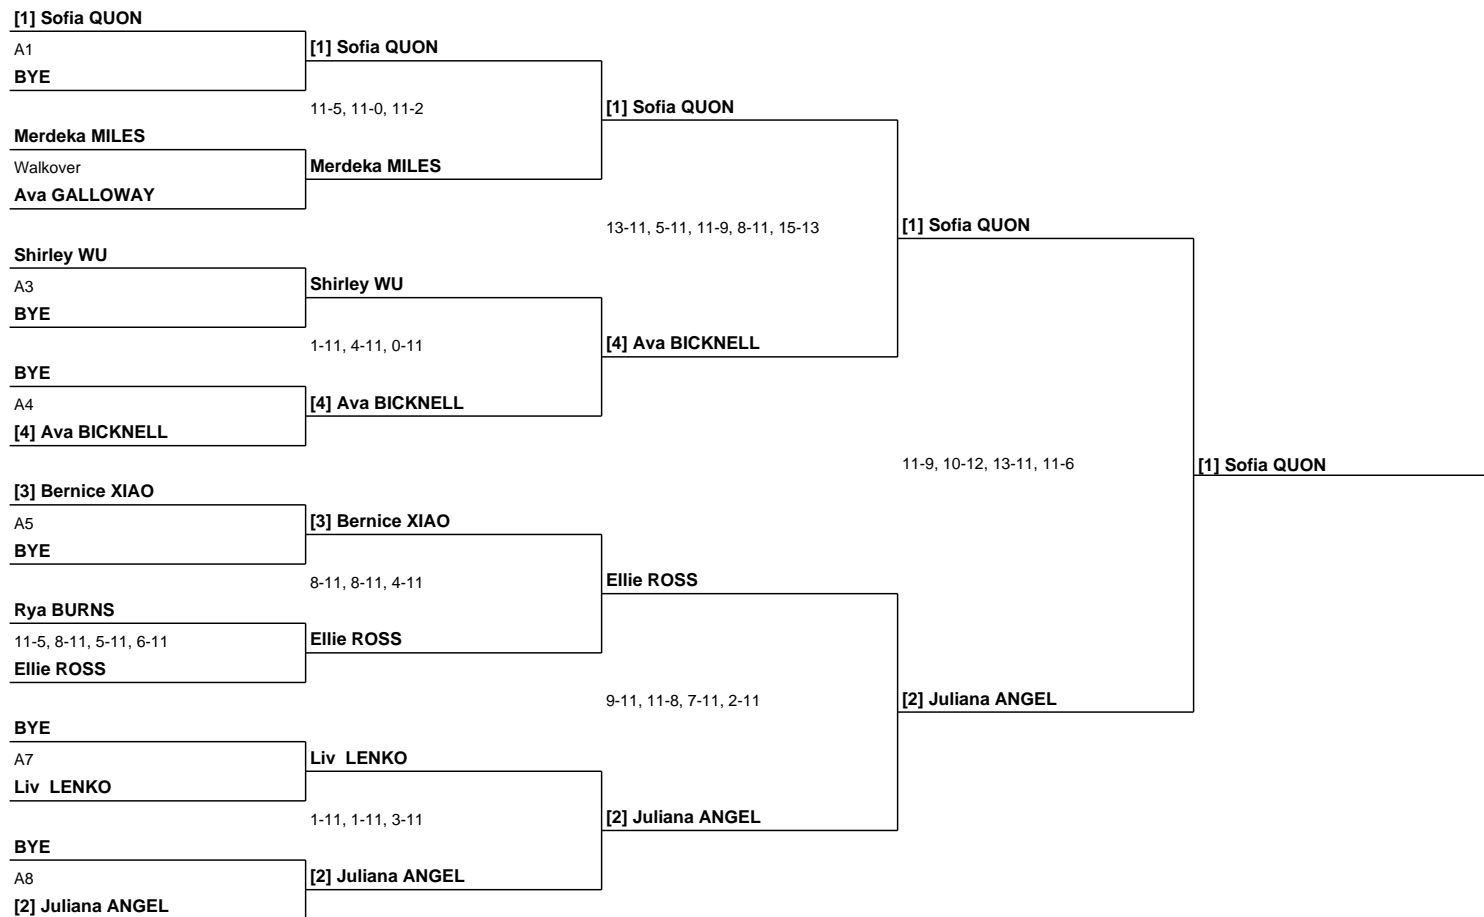 [1] Sofia QUON
A1
BYE
Merdeka MILES
Walkover
Ava GALLOWAY
Shirley WU
A3
BYE
BYE
A4
[4] Ava BICKNELL
[3] Bernice XIAO
A5
BYE
Rya BURNS
11-5, 8-11, 5-11, 6-11
Ellie ROSS
BYE
A7
Liv  LENKO
BYE
A8
[2] Juliana ANGEL
[1] Sofia QUON
11-5, 11-0, 11-2
Merdeka MILES
Shirley WU
1-11, 4-11, 0-11
[4] Ava BICKNELL
[3] Bernice XIAO
8-11, 8-11, 4-11
Ellie ROSS
Liv  LENKO
1-11, 1-11, 3-11
[2] Juliana ANGEL
[1] Sofia QUON
13-11, 5-11, 11-9, 8-11, 15-13
[4] Ava BICKNELL
Ellie ROSS
9-11, 11-8, 7-11, 2-11
[2] Juliana ANGEL
[1] Sofia QUON
11-9, 10-12, 13-11, 11-6
[2] Juliana ANGEL
[1] Sofia QUON